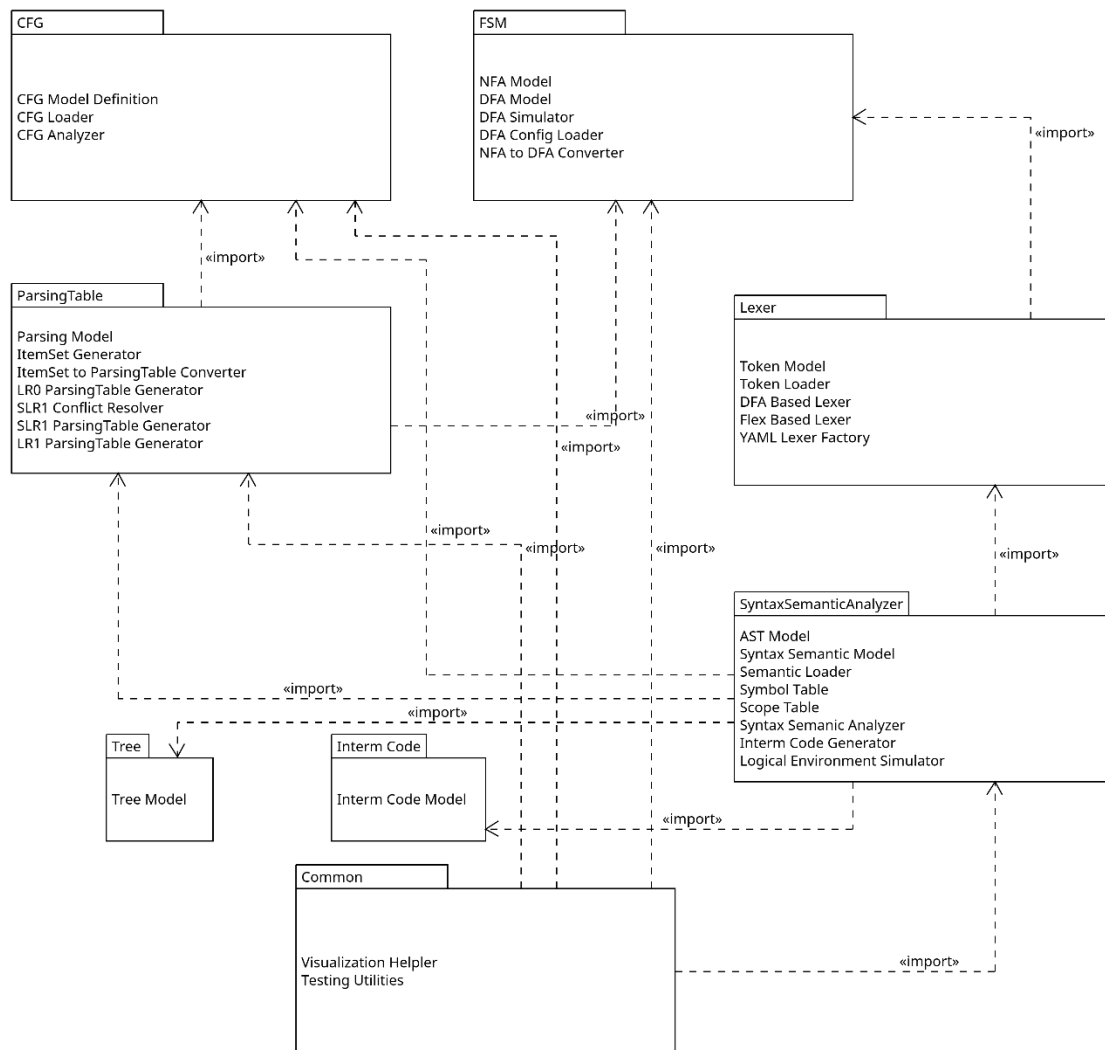 CFG
CFG Model Definition
CFG Loader
CFG Analyzer
FSM
NFA Model
DFA Model
DFA Simulator
DFA Config Loader
NFA to DFA Converter
«import»
«import»
ParsingTable
Parsing Model
ItemSet Generator
ItemSet to ParsingTable Converter
LR0 ParsingTable Generator
SLR1 Conflict Resolver
SLR1 ParsingTable Generator
LR1 ParsingTable Generator
Lexer
Token Model
Token Loader
DFA Based Lexer
Flex Based Lexer
YAML Lexer Factory
«import»
«import»
«import»
«import»
«import»
«import»
SyntaxSemanticAnalyzer
AST Model
Syntax Semantic Model
Semantic Loader
Symbol Table
Scope Table
Syntax Semanic Analyzer
Interm Code Generator
Logical Environment Simulator
«import»
«import»
Tree
Tree Model
Interm Code
Interm Code Model
«import»
Common
Visualization Helpler
Testing Utilities
«import»